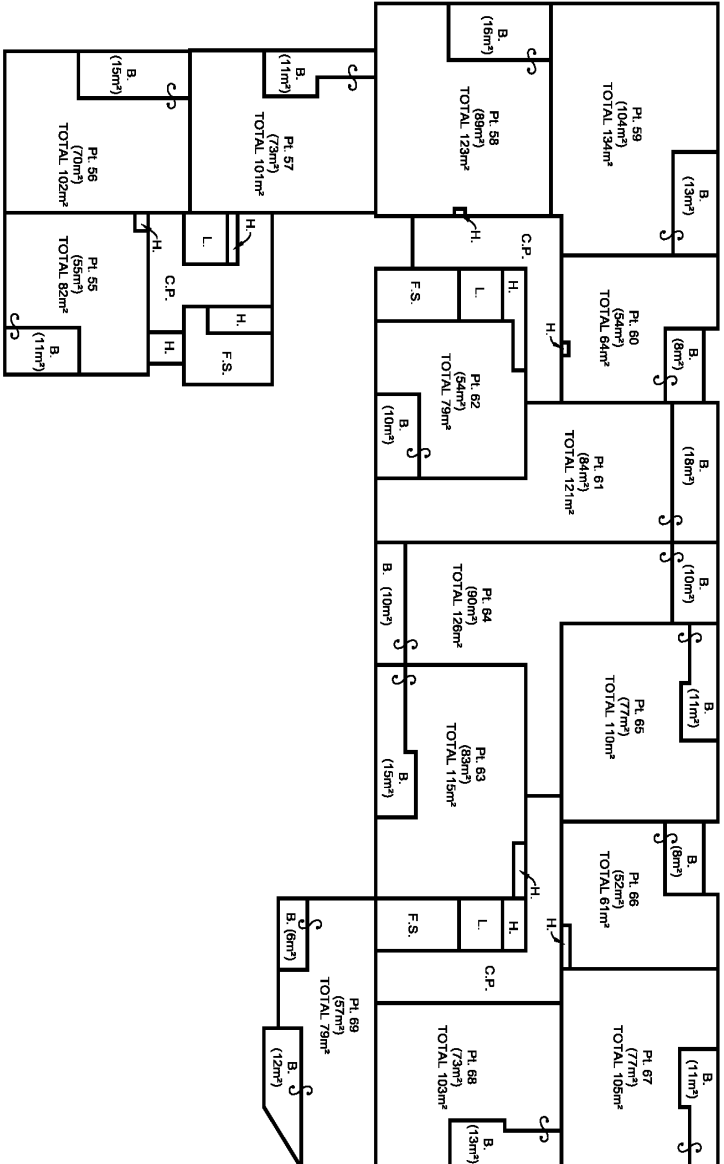 B.
(16m²)
Pt. 59
(104m²)
TOTAL 134m²
B.
(15m²)
B.
(11m²)
Pt. 58
(89m²)
TOTAL 123m²
Pt. 56
(70m²)
TOTAL 102m²
Pt. 57
(73m²)
TOTAL 101m²
B.
(13m²)
H.
L.
H.
H.
C.P.
Pt. 55
(55m²)
TOTAL 82m²
C.P.
F.S.
L.
H.
H.
Pt. 60
(54m²)
TOTAL 64m²
B.
(8m²)
B.
(11m²)
H.
H.
F.S.
Pt. 62
(54m²)
TOTAL 79m²
B.
(10m²)
Pt. 61
(84m²)
TOTAL 121m²
B.
(18m²)
B. (10m²)
Pt. 64
(90m²)
TOTAL 126m²
B.
(10m²)
Pt. 65
(77m²)
TOTAL 110m²
B.
(11m²)
Pt. 63
(83m²)
TOTAL 115m²
B.
(15m²)
H.
Pt. 66
(52m²)
TOTAL 61m²
B.
(8m²)
H.
F.S.
L.
H.
B. (6m²)
C.P.
Pt. 69
(57m²)
TOTAL 79m²
B.
(12m²)
Pt. 68
(73m²)
TOTAL 103m²
B.
(13m²)
Pt. 67
(77m²)
TOTAL 105m²
B.
(11m²)